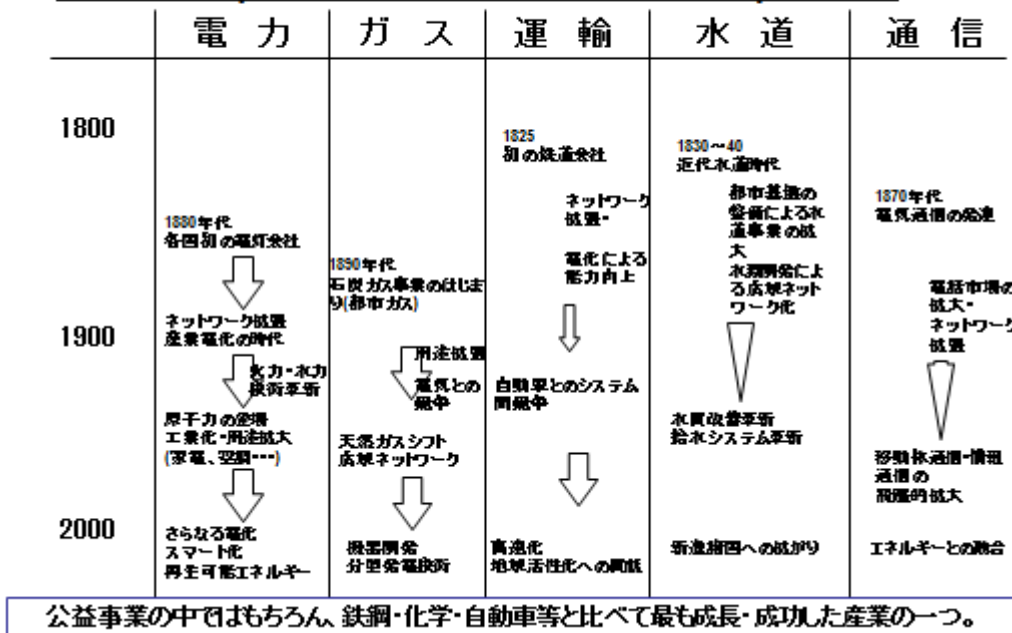 電 力
ガ ス
運 輸
水 道
通 信
1800
1900
2000
1880年代
各国初の電灯会社
ネットワーク拡張
産業電化の時代
火力・水力
技術革新
原子力の登場
工業化・用途拡大
(家電、空調・・・)
さらなる電化
スマート化
再生可能エネルギー
1890年代
石炭ガス事業のはじま
り(都市ガス)
用途拡張
電気との
競争
天然ガスシフト
広域ネットワーク
機器開発
分型発電技術
1825
初の鉄道会社
ネットワーク
拡張・
電化による
能力向上
自動車とのシステム
間競争
高速化
地域活性化への貢献
1830~40
近代水道時代
都市基盤の
整備による水
道事業の拡
大
水源開発によ
る広域ネット
ワーク化
水質改善革新
給水システム革新
新進諸国への拡がり
1870年代
電気通信の発達
電話市場の
拡大・
ネットワーク
拡張
移動体通信・情報
通信の
飛躍的拡大
エネルギーとの融合
公益事業の中ではもちろん、鉄鋼・化学・自動車等と比べて最も成長・成功した産業の一つ。